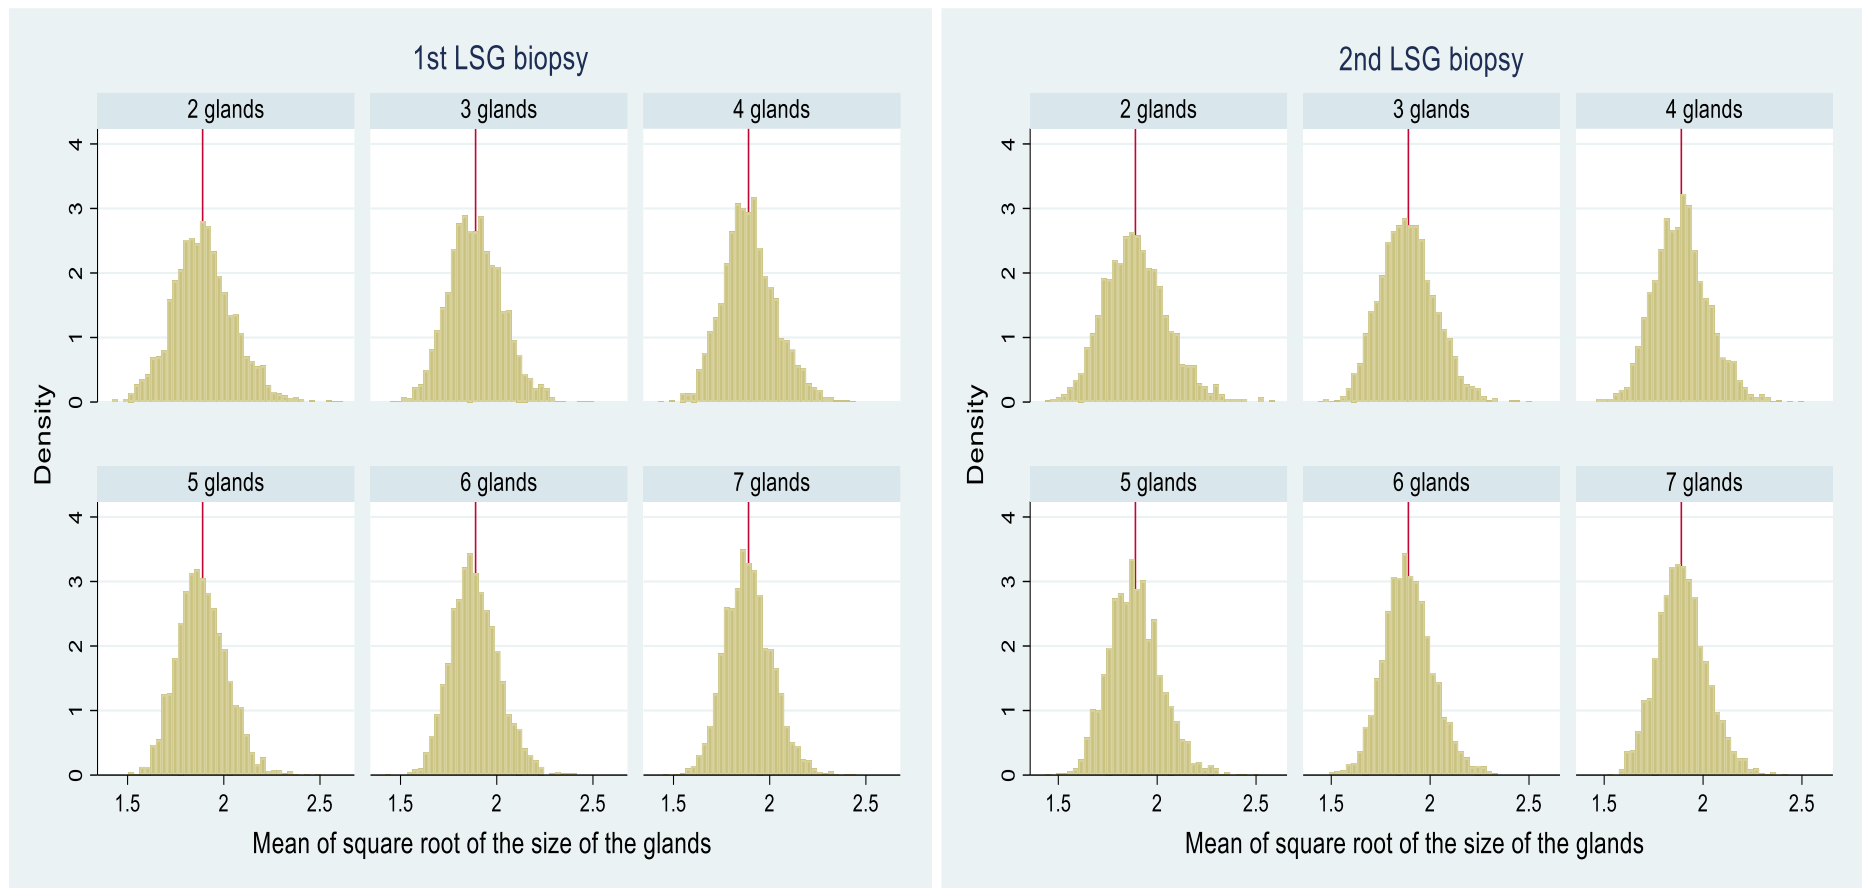 1st LSG biopsy
2 glands 3 glands 4 glands
4
3
2
1
0
5 glands 6 glands 7 glands
4
3
2
1
0
Density
1.5 2 2.5 1.5 2 2.5 1.5 2 2.5
Mean of square root of the size of the glands
2nd LSG biopsy
2 glands 3 glands 4 glands
4
3
2
1
0
5 glands 6 glands 7 glands
4
3
2
1
0
Density
1.5 2 2.5 1.5 2 2.5 1.5 2 2.5
Mean of square root of the size of the glands